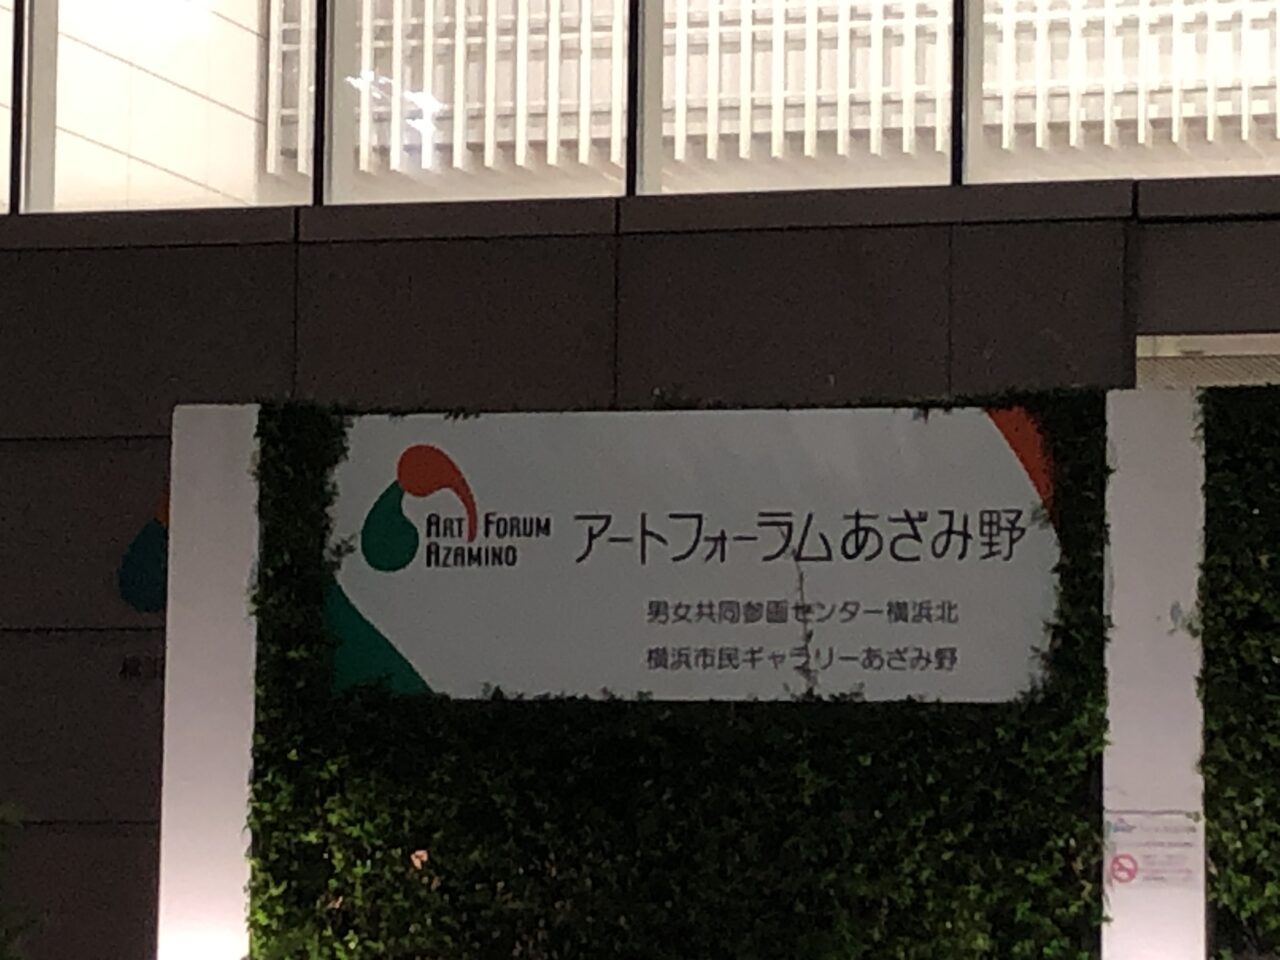 ART FORUM
AZAMINO
アートフォーラムあざみ野
男女共同参画センター横浜北
横浜市民ギャラリーあざみ野
横浜